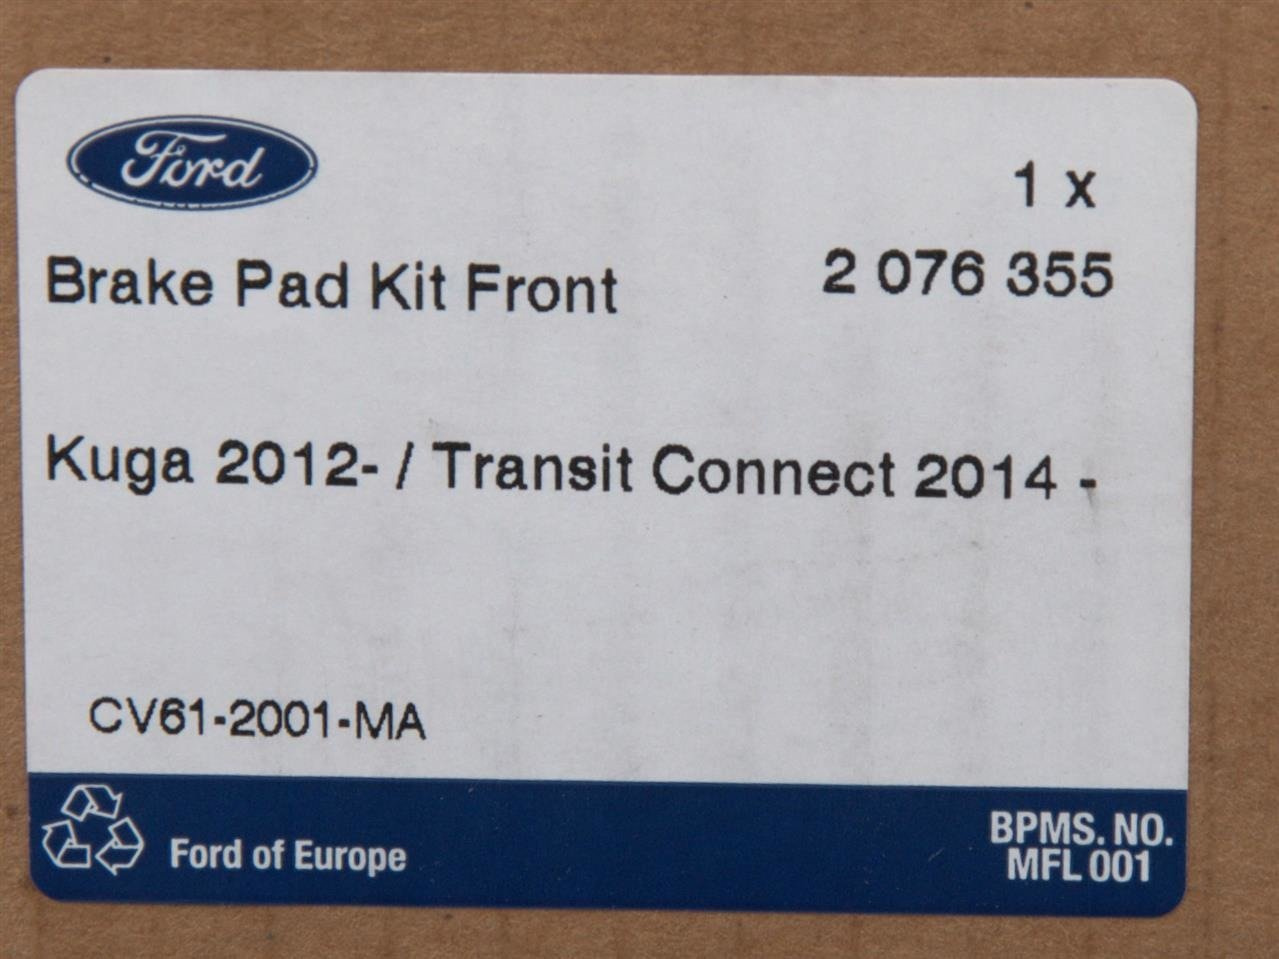 Ford
1 x
Brake Pad Kit Front 2 076 355
Kuga 2012- / Transit Connect 2014 -
CV61-2001-MA
Ford of Europe
BPMS. NO.
MFL 001